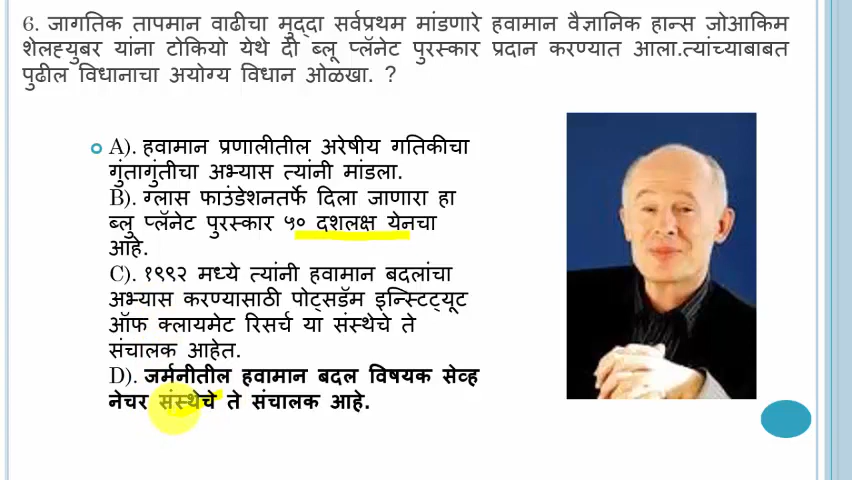 6. जागतिक तापमान वाढीचा मुद्दा सर्वप्रथम मांडणारे हवामान वैज्ञानिक हान्स जोआकिम
शेलह्युबर यांना टोकियो येथे दी ब्लू प्लॅनेट पुरस्कार प्रदान करण्यात आला.त्यांच्याबाबत
पुढील विधानाचा अयोग्य विधान ओळखा. ?
A). हवामान प्रणालीतील अरेषीय गतिकीचा
गुंतागुंतीचा अभ्यास त्यांनी मांडला.
B). ग्लास फाउंडेशनतर्फे दिला जाणारा हा
ब्लु प्लॅनेट पुरस्कार ५० दशलक्ष येनचा
आहे.
C). १९९२ मध्ये त्यांनी हवामान बदलांचा
अभ्यास करण्यासाठी पोट्सडॅम इन्स्टिट्यूट
ऑफ क्लायमेट रिसर्च या संस्थेचे ते
संचालक आहेत.
D). जर्मनीतील हवामान बदल विषयक सेव्ह
नेचर संस्थेचे ते संचालक आहे.